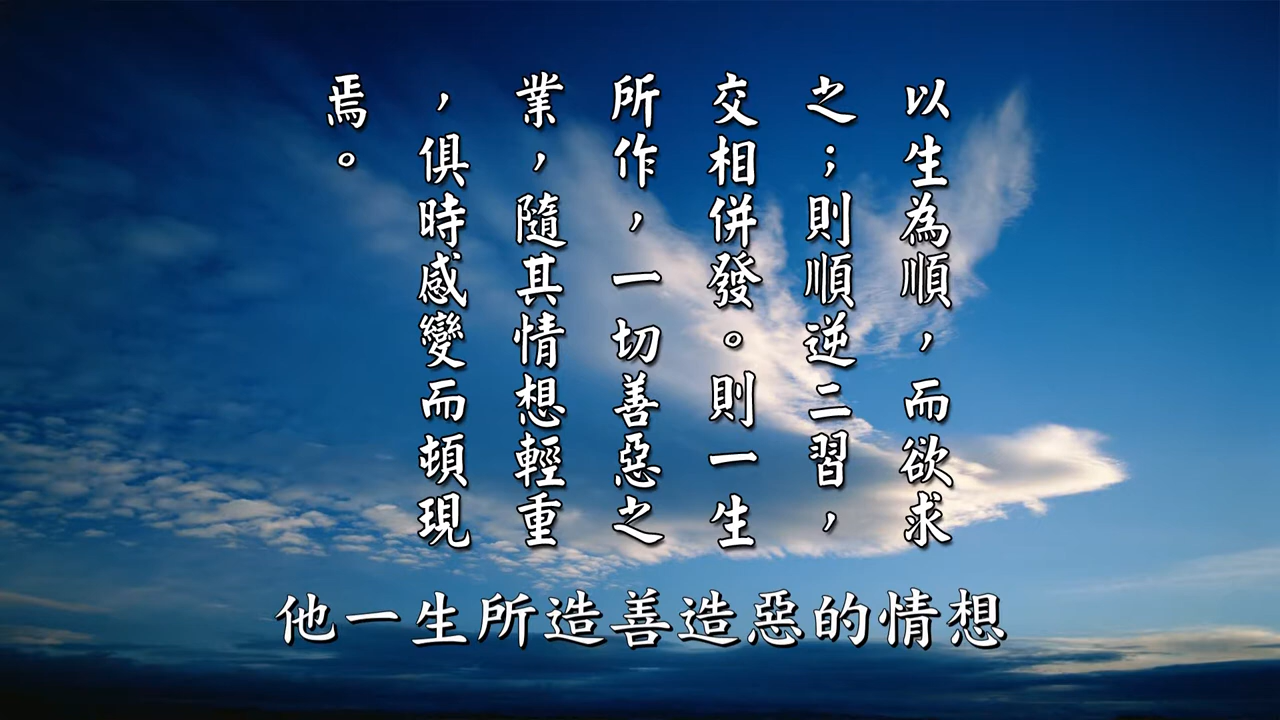 以生為順，而欲求
之；則順逆二習，
交相併發。則一生
所作，一切善惡之
業，隨其情想輕重
，俱時感變而頓現
焉。
他一生所造善造惡的情想